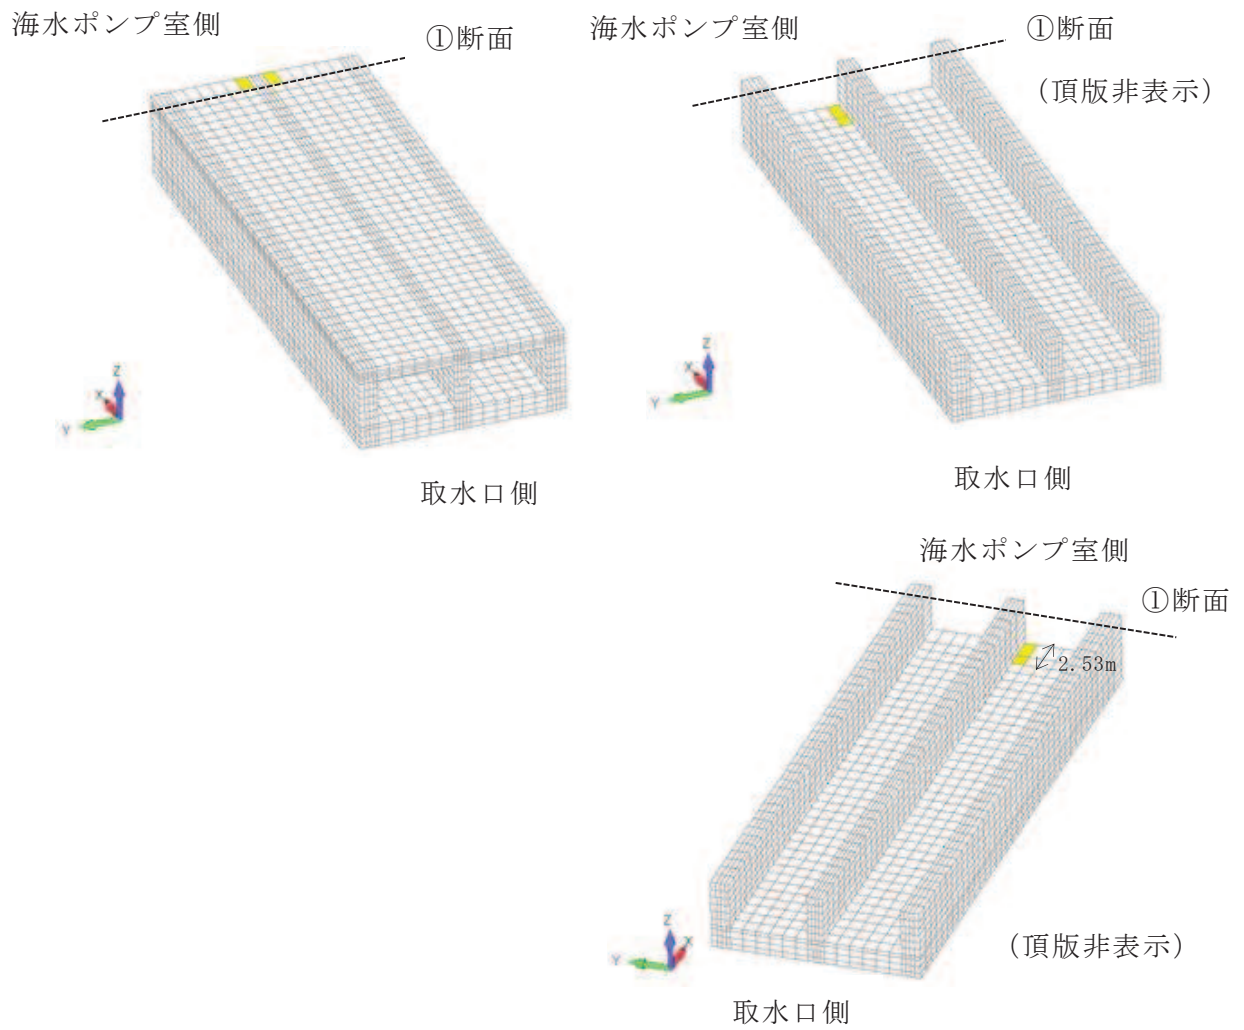 海水ポンプ室側
①断面
Z
X
Y
取水口側
海水ポンプ室側
①断面
(頂版非表示)
Z
X
Y
取水口側
海水ポンプ室側
①断面
2.53m
Z
X
Y
(頂版非表示)
取水口側